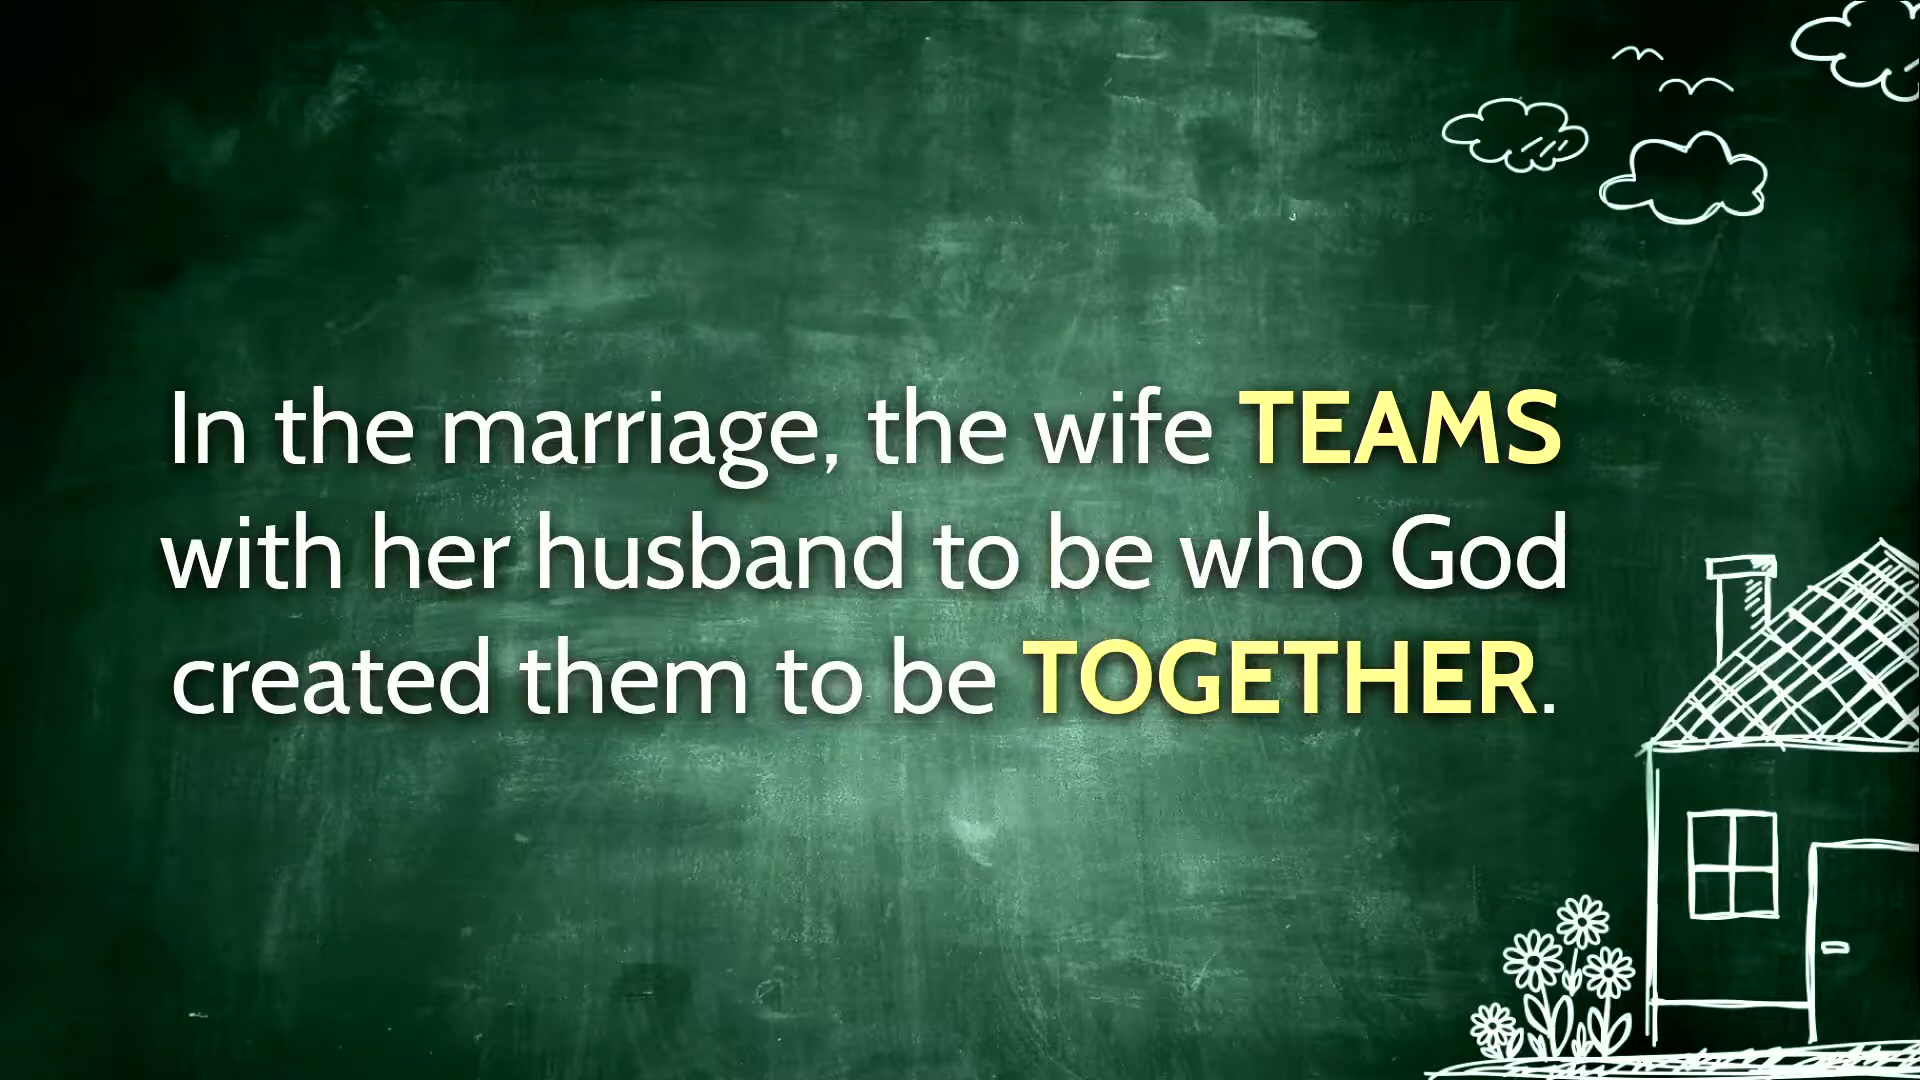 In the marriage, the wife TEAMS
with her husband to be who God
created them to be TOGETHER.